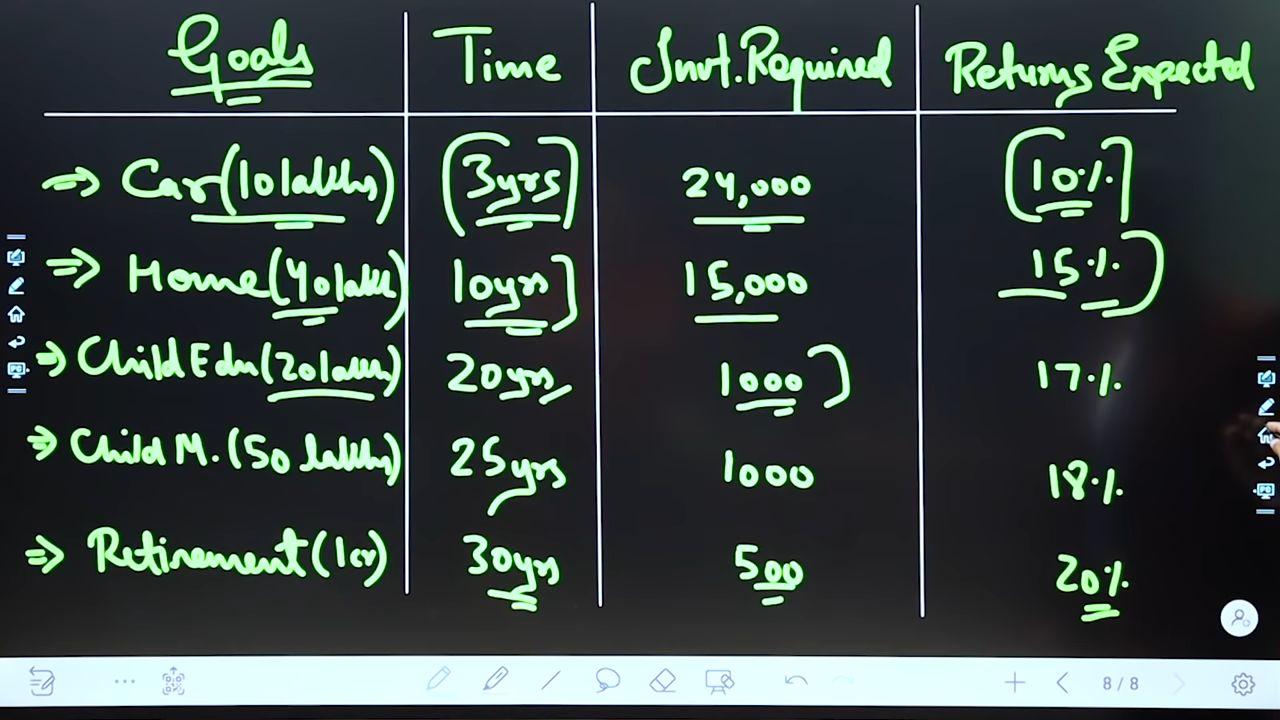 Goals Time Invt. Required Returns Expected
⇒ Car (10 lakhs) (3yrs) 24,000 (10%)
⇒ Home (40 lakh) 10yrs) 15,000 15%)
⇒ Child Edn (20 lakhs) 20yrs 1000) 17%
⇒ Child M. (50 lakhs) 25yrs 1000 18%
⇒ Retirement (1cr) 30yrs 500 20%
8/8